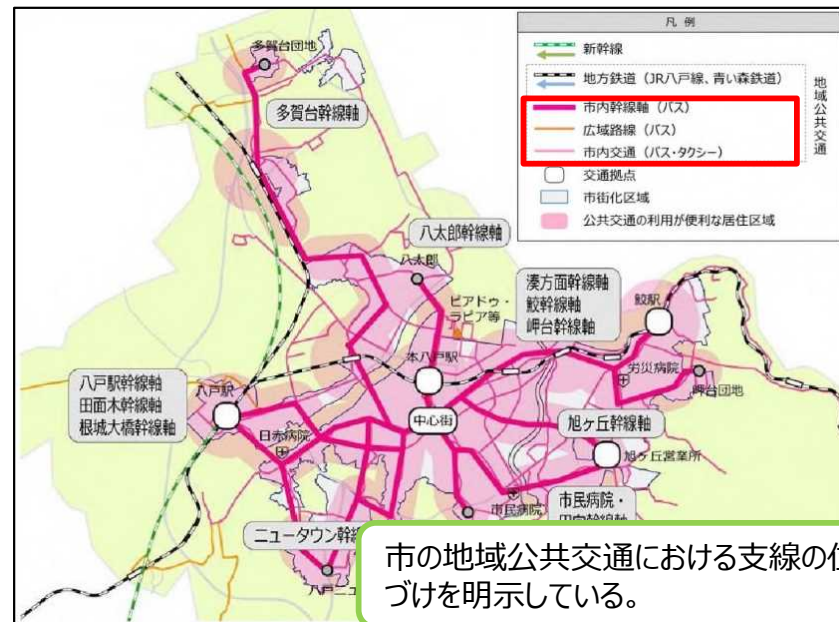 凡 例
新幹線
地方鉄道（JR八戸線、青い森鉄道）
市内幹線軸（バス）
広域路線（バス）
市内交通（バス・タクシー）
地域公共交通
交通拠点
市街化区域
公共交通の利用が便利な居住区域
多賀台団地
多賀台幹線軸
八太郎幹線軸
八太郎
ピアドゥ・
ラピア等
湊方面幹線軸
鮫幹線軸
岬台幹線軸
鮫駅
本八戸駅
労災病院
岬台団地
八戸駅幹線軸
田面木幹線軸
根城大橋幹線軸
八戸駅
中心街
日赤病院
旭ヶ丘幹線軸
旭ヶ丘営業所
市民病院
市民病院・
ニュータウン幹
市の地域公共交通における支線の
づけを明示している。